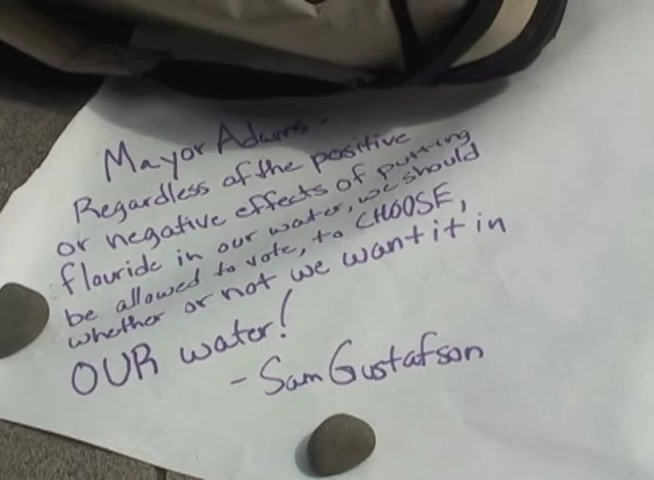 Mayor Adams -
Regardless of the positive
or negative effects of putting
flouride in our water, we should
be allowed to vote, to CHOOSE,
whether or not we want it in
OUR water!
- Sam Gustafson